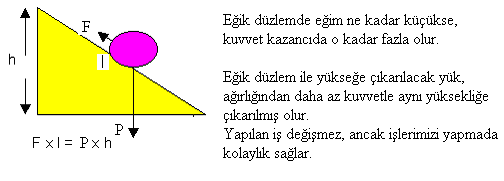 F
h
l
P
F x l = P x h
Eğik düzlemde eğim ne kadar küçükse,
kuvvet kazancıda o kadar fazla olur.
Eğik düzlem ile yükseğe çıkarılacak yük,
ağırlığından daha az kuvvetle aynı yüksekliğe
çıkarılmış olur.
Yapılan iş değişmez, ancak işlerimizi yapmada
kolaylık sağlar.